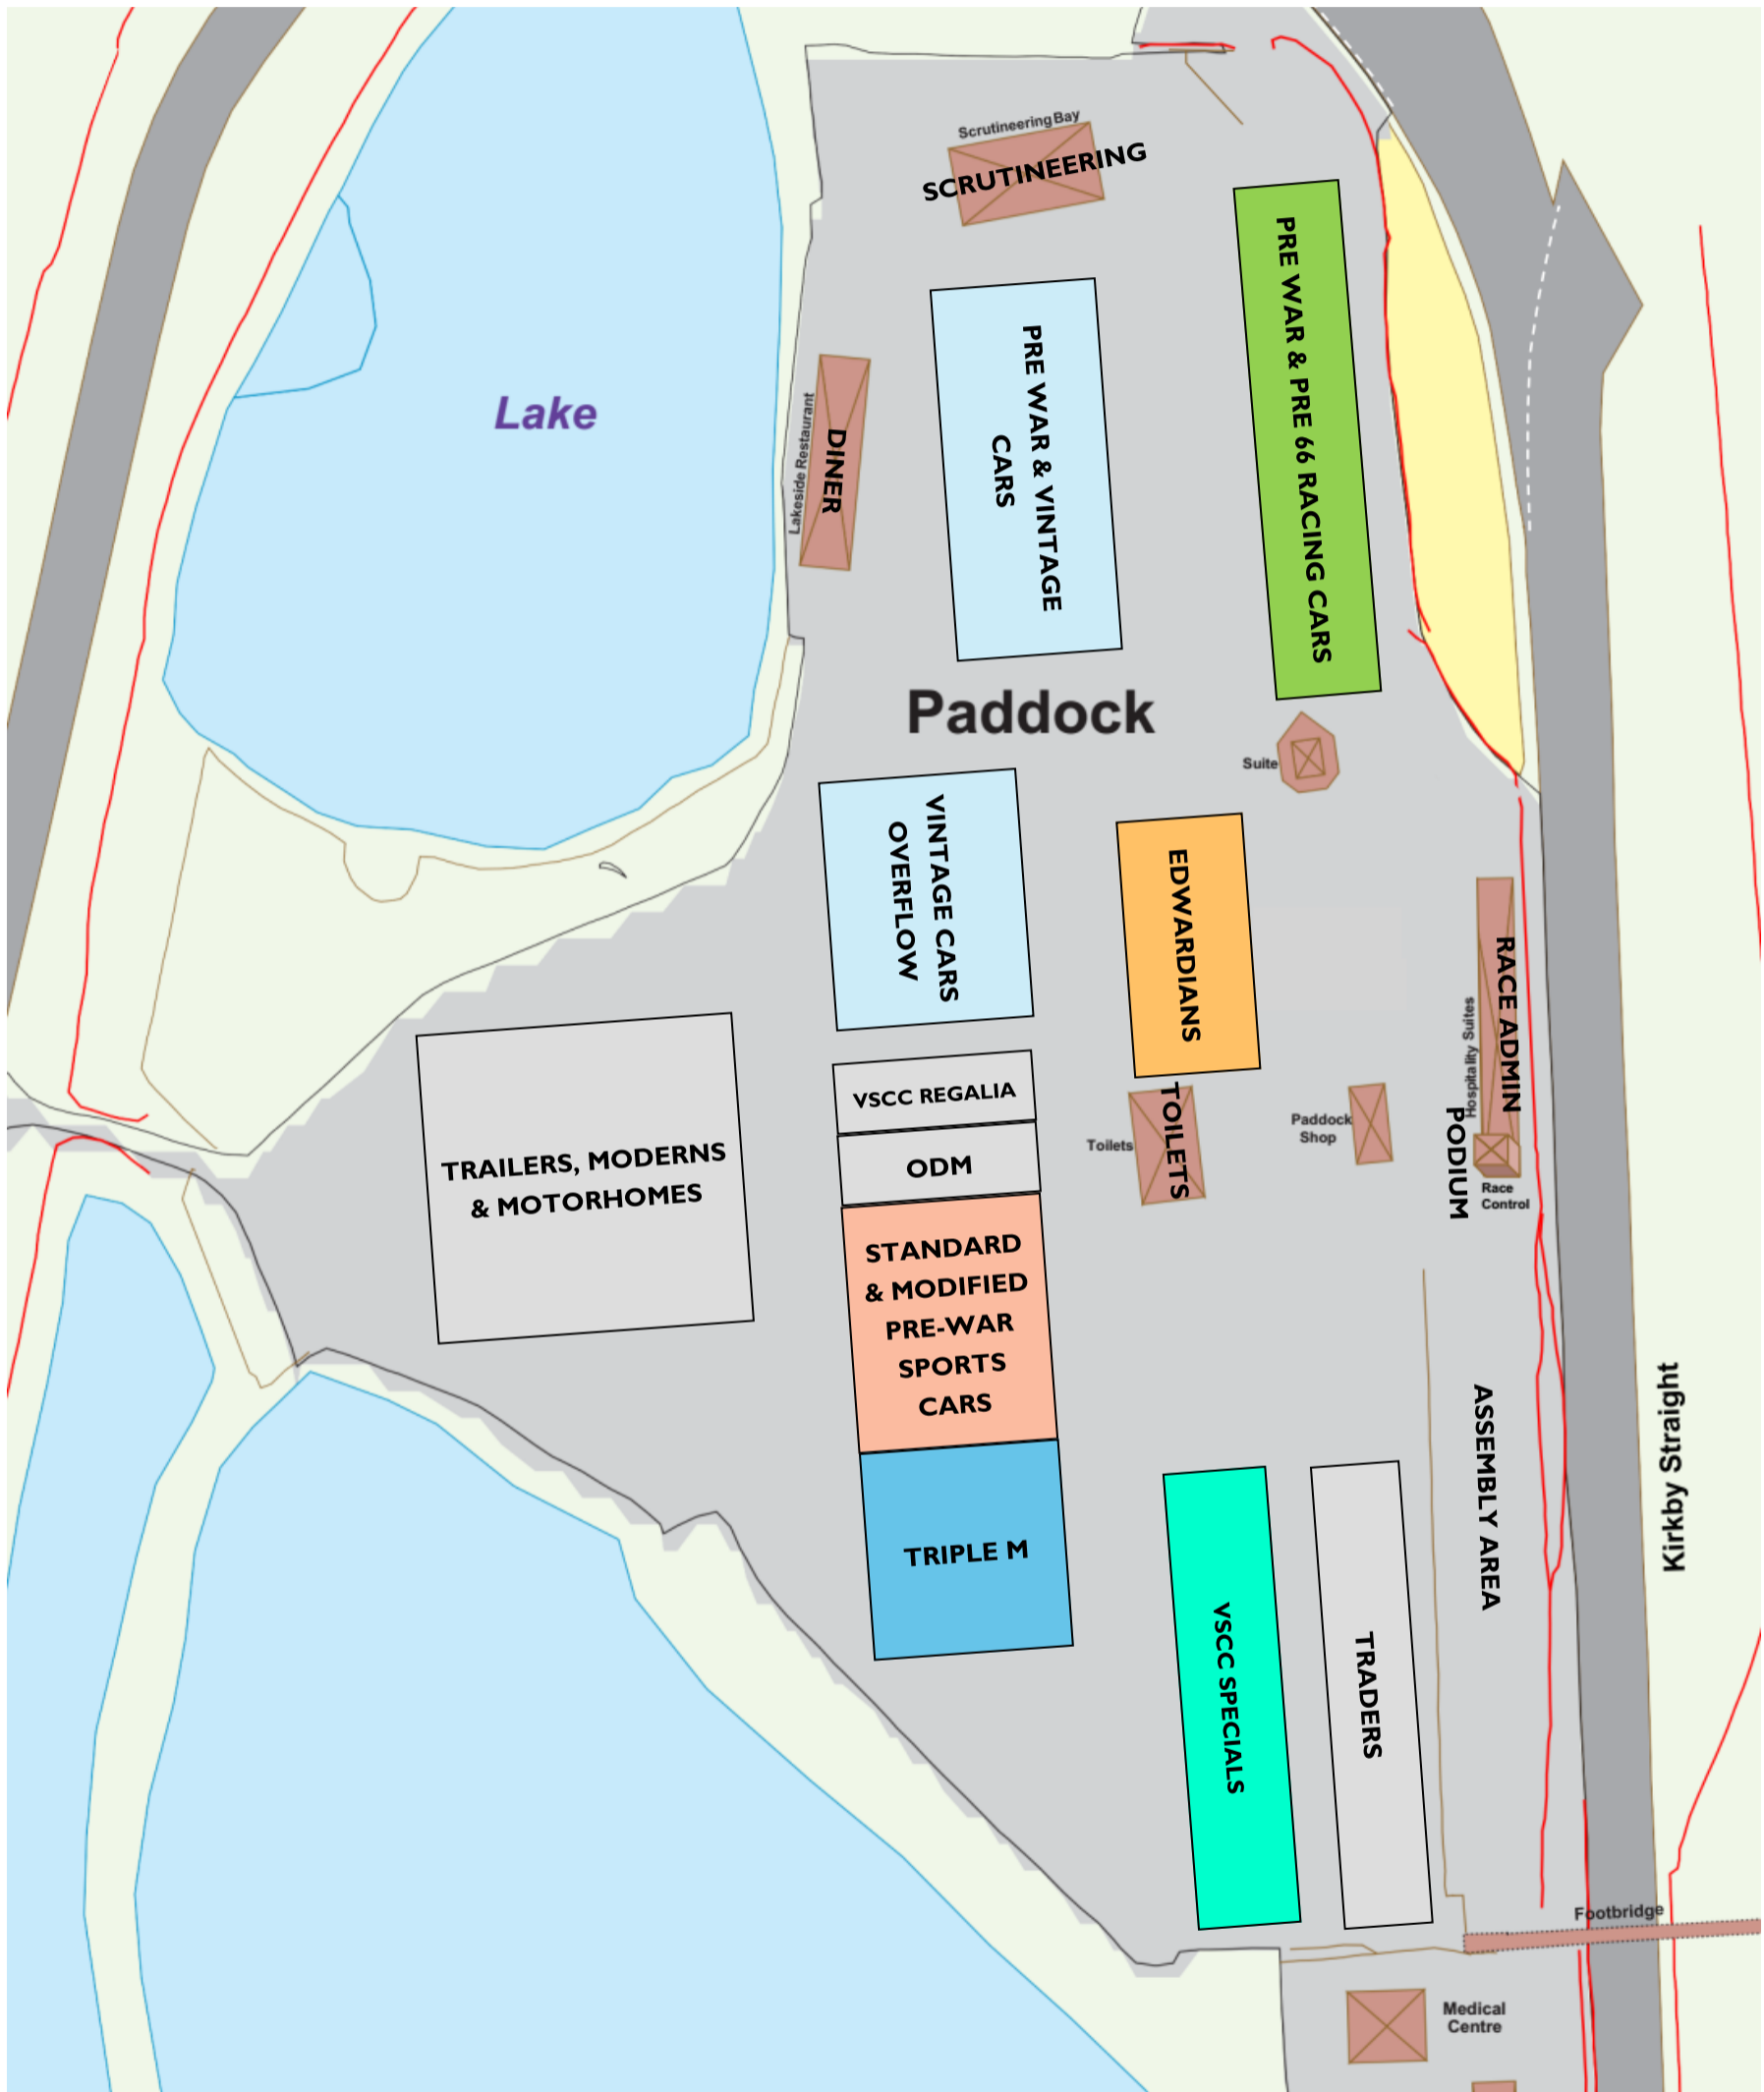 Scrutineering Bay
SCRUTINEERING
PRE WAR & PRE 66 RACING CARS
PRE WAR & VINTAGE
CARS
Lake
Lakeside Restaurant
DINER
Paddock
Suite
VINTAGE CARS
OVERFLOW
EDWARDIANS
RACE ADMIN
Hospitality Suites
VSCC REGALIA
TOILETS
Toilets
Paddock
Shop
PODIUM
Race
Control
ODM
TRAILERS, MODERNS
& MOTORHOMES
STANDARD
& MODIFIED
PRE-WAR
SPORTS
CARS
ASSEMBLY AREA
Kirkby Straight
TRIPLE M
VSCC SPECIALS
TRADERS
Footbridge
Medical
Centre